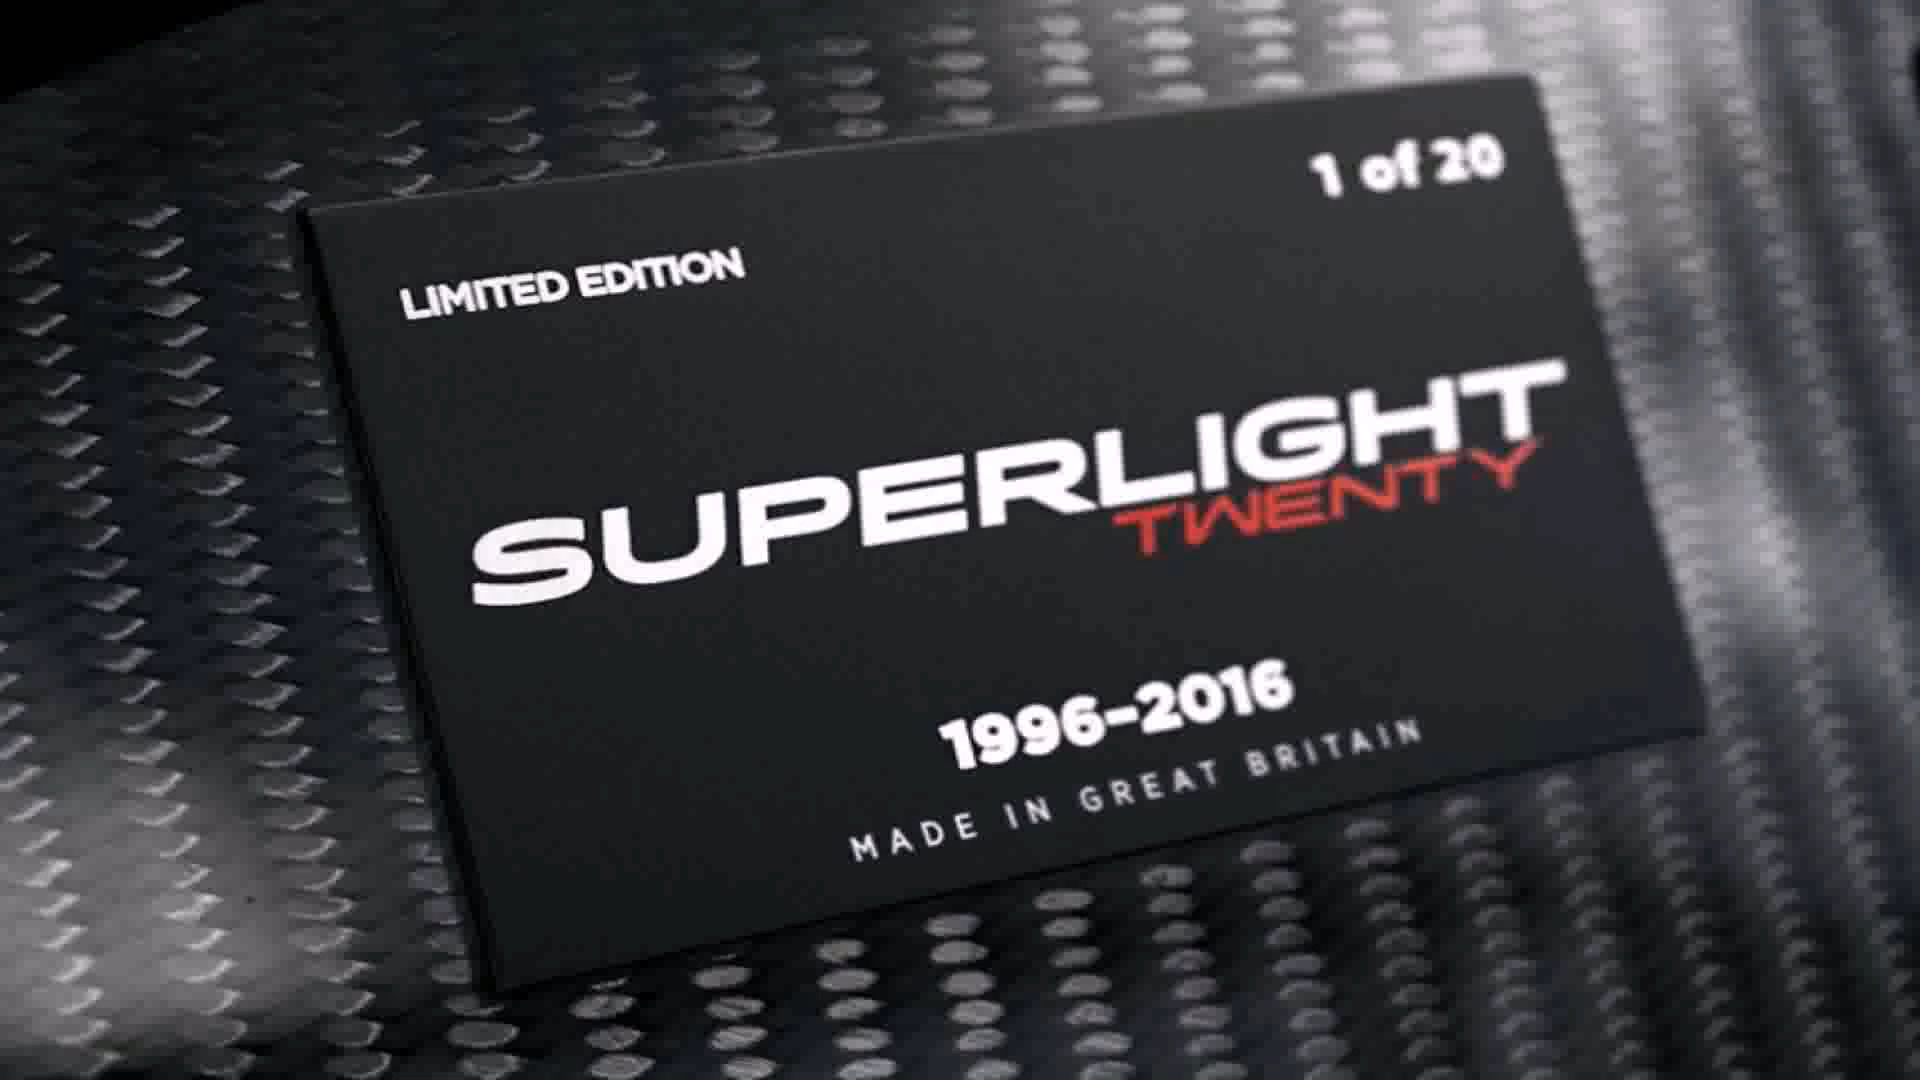 1 of 20
LIMITED EDITION
SUPERLIGHT
TWENTY
1996-2016
MADE IN GREAT BRITAIN